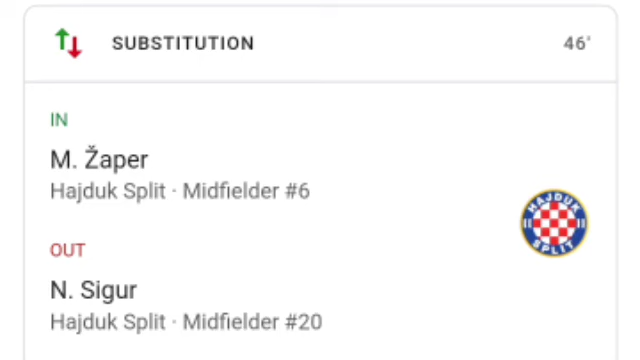 SUBSTITUTION 46'
IN
M. Žaper
Hajduk Split · Midfielder #6
HAJDUK
SPLIT
OUT
N. Sigur
Hajduk Split · Midfielder #20